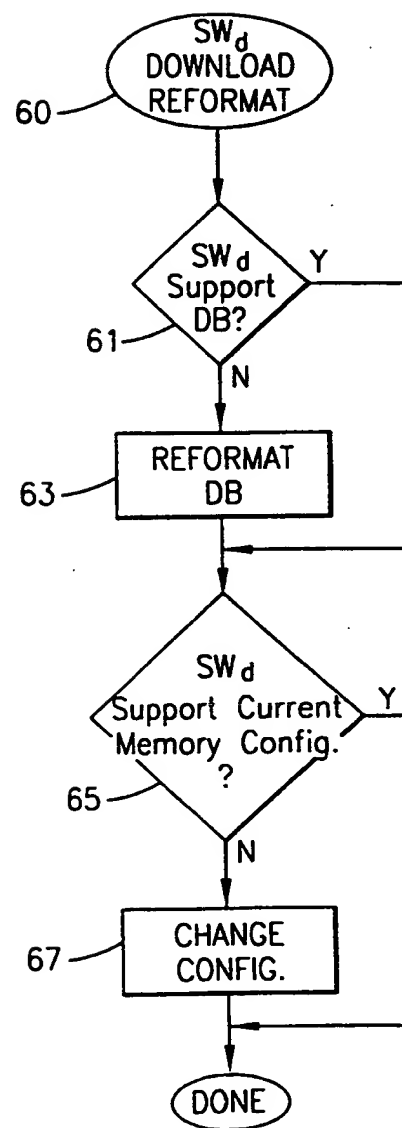 SWd
DOWNLOAD
REFORMAT
60
SWd
Support
DB?
Y
61
N
REFORMAT
DB
63
SWd
Support Current
Memory Config.
?
Y
65
N
CHANGE
CONFIG.
67
DONE